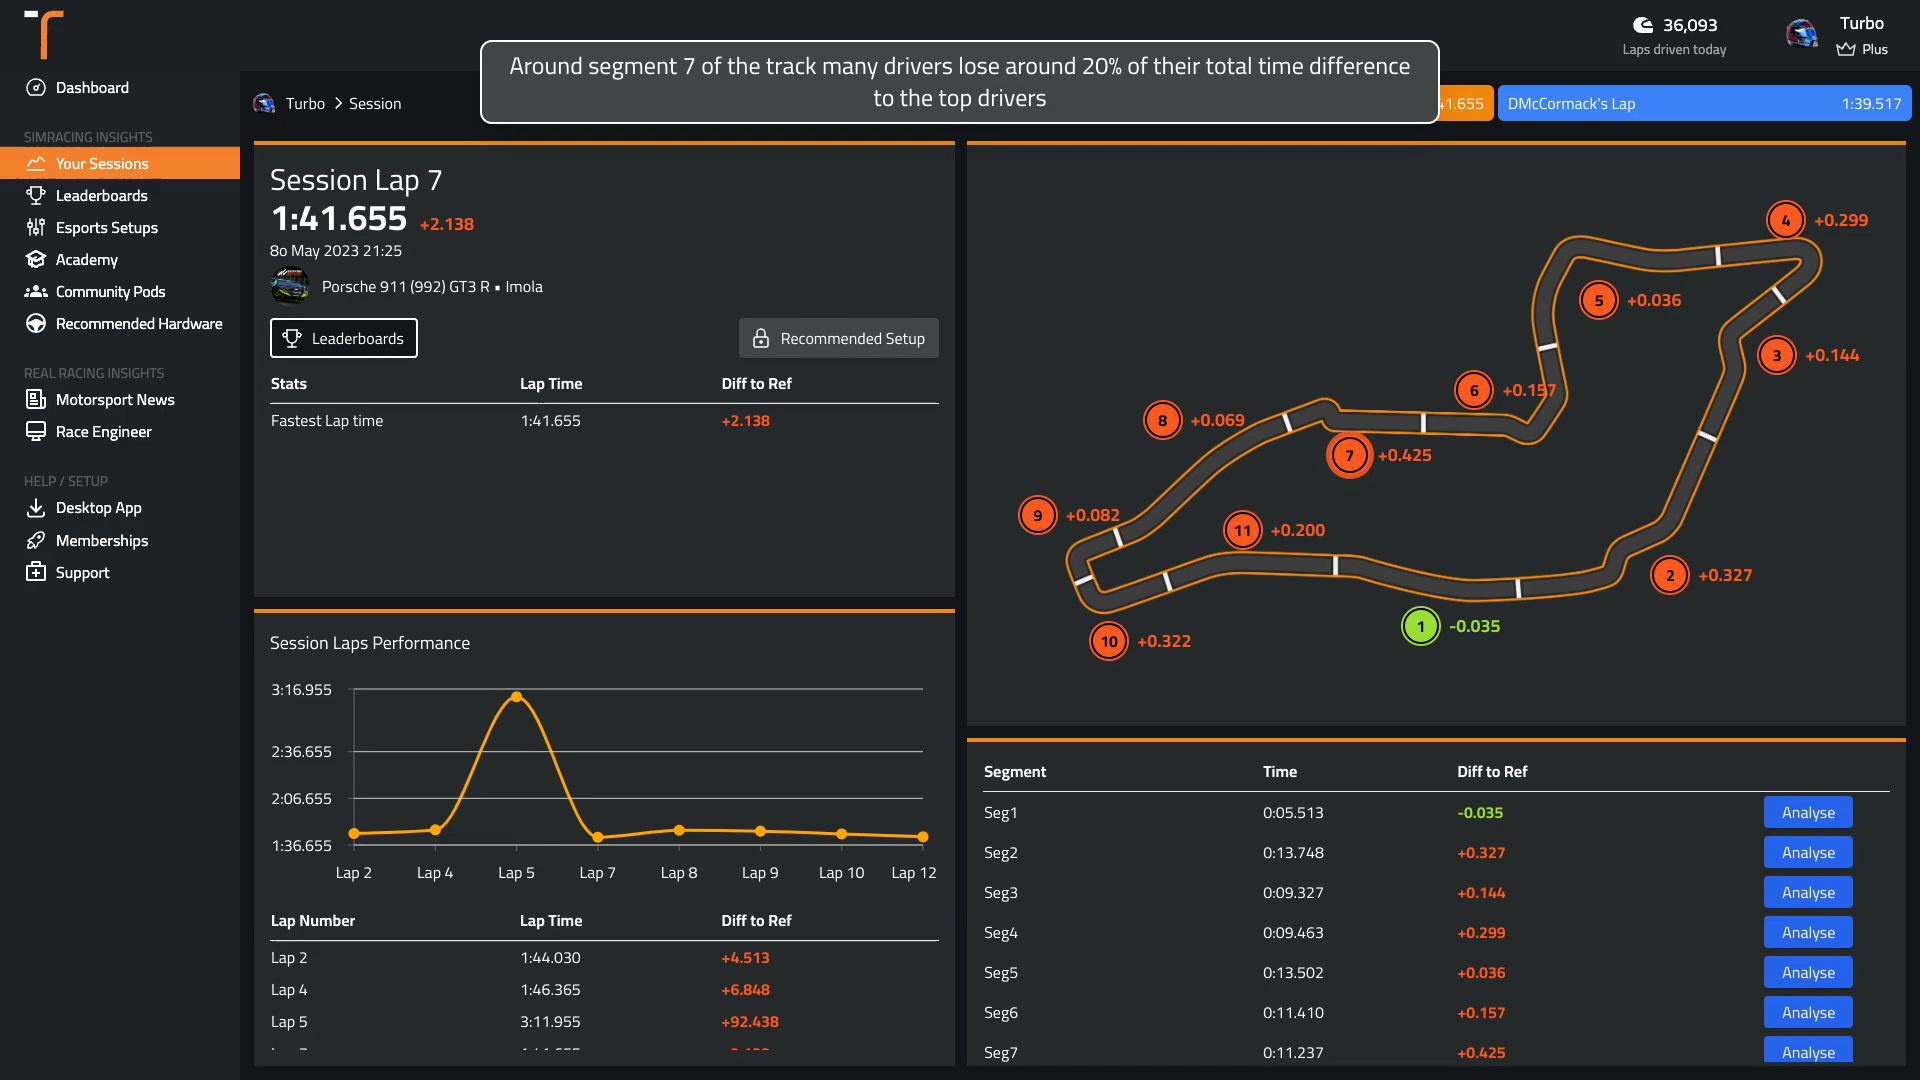 36,093
Laps driven today
Turbo
Plus
Around segment 7 of the track many drivers lose around 20% of their total time difference
to the top drivers
Dashboard
SIMRACING INSIGHTS
Your Sessions
Leaderboards
Esports Setups
Academy
Community Pods
Recommended Hardware
REAL RACING INSIGHTS
Motorsport News
Race Engineer
HELP / SETUP
Desktop App
Memberships
Support
Turbo > Session
41.655
DMcCormack's Lap 1:39.517
Session Lap 7
1:41.655 +2.138
8o May 2023 21:25
Porsche 911 (992) GT3 R • Imola
Leaderboards
Recommended Setup
Stats Lap Time Diff to Ref
Fastest Lap time 1:41.655 +2.138
Session Laps Performance
3:16.955
2:36.655
2:06.655
1:36.655
Lap 2 Lap 4 Lap 5 Lap 7 Lap 8 Lap 9 Lap 10 Lap 12
Lap Number Lap Time Diff to Ref
Lap 2 1:44.030 +4.513
Lap 4 1:46.365 +6.848
Lap 5 3:11.955 +92.438
4 +0.299
5 +0.036
3 +0.144
6 +0.157
8 +0.069
7 +0.425
9 +0.082
11 +0.200
2 +0.327
1 -0.035
10 +0.322
Segment Time Diff to Ref
Seg1 0:05.513 -0.035 Analyse
Seg2 0:13.748 +0.327 Analyse
Seg3 0:09.327 +0.144 Analyse
Seg4 0:09.463 +0.299 Analyse
Seg5 0:13.502 +0.036 Analyse
Seg6 0:11.410 +0.157 Analyse
Seg7 0:11.237 +0.425 Analyse